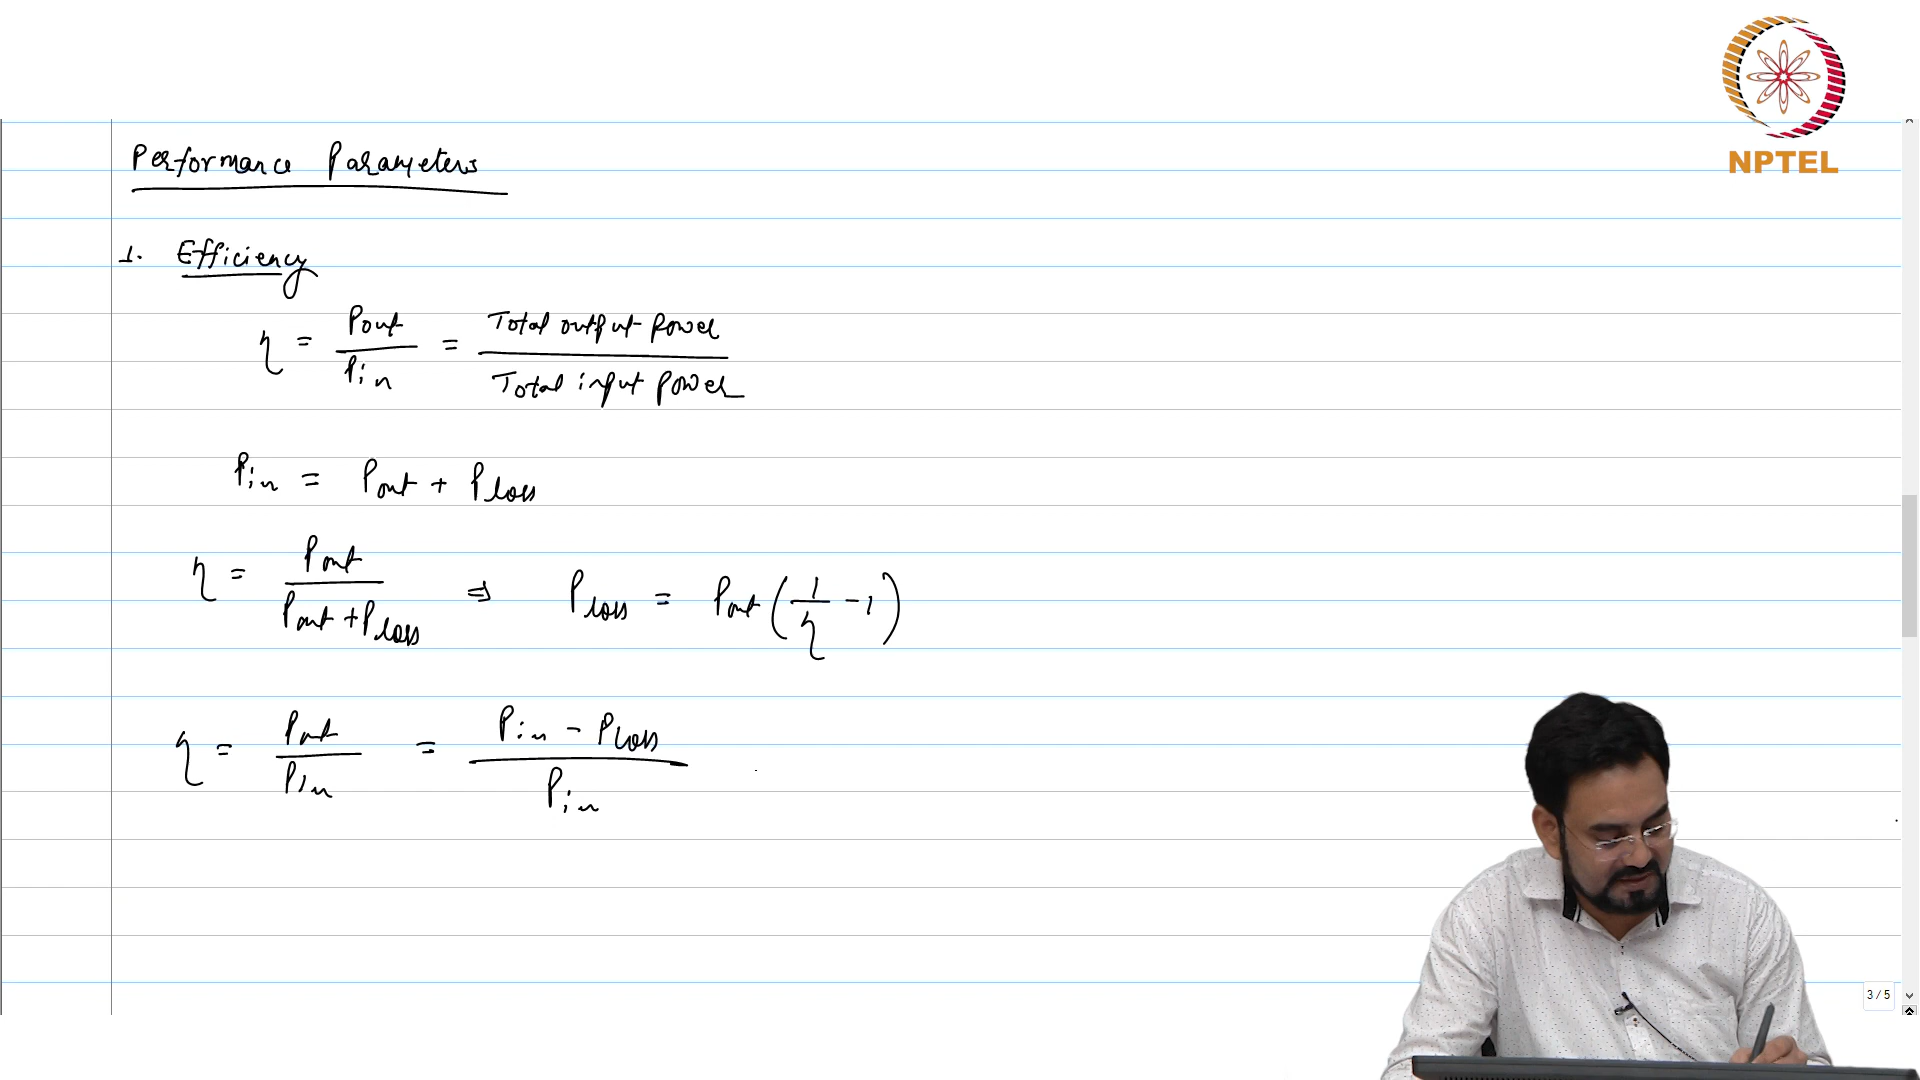 NPTEL
Performance Parameters
1. Efficiency
η = Pout / Pin = Total output power / Total input power
Pin = Pout + Ploss
η = Pout / (Pout + Ploss) ⇒ Ploss = Pout (1/η - 1)
η = Pout / Pin = (Pin - Ploss) / Pin
3 / 5